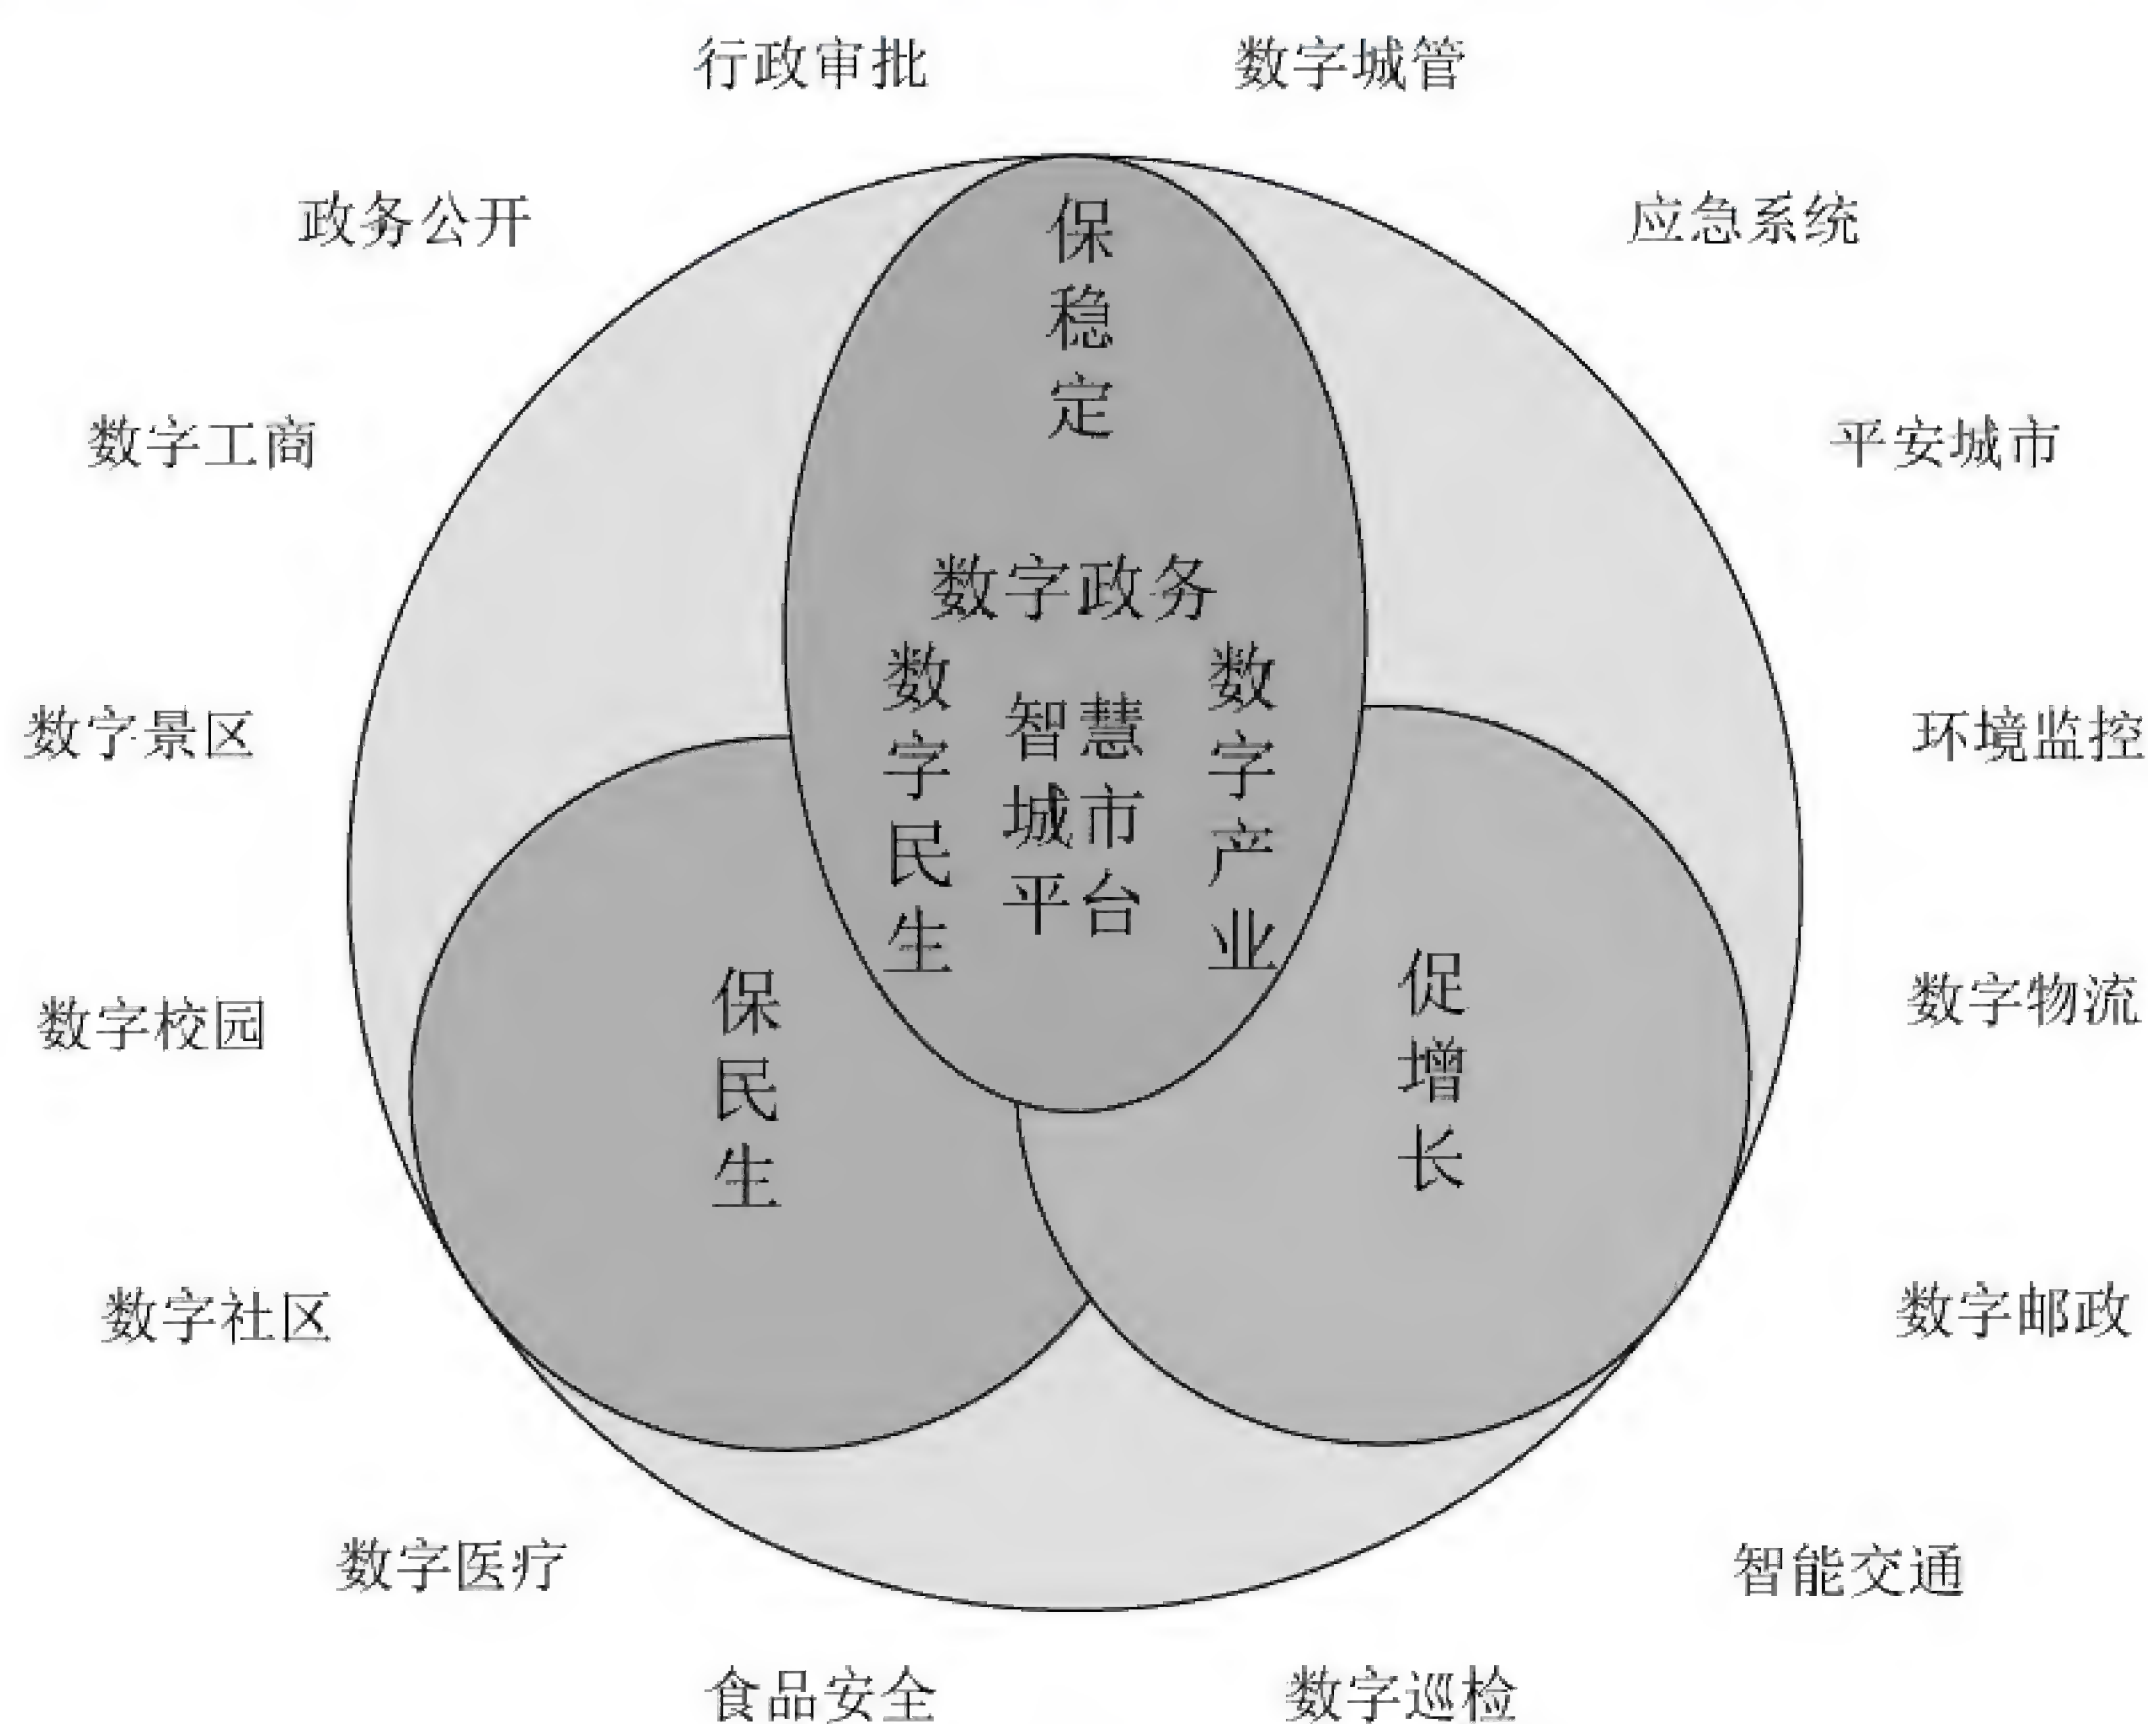 行政审批
数字城管
政务公开
应急系统
数字工商
平安城市
数字景区
环境监控
数字校园
数字物流
数字社区
数字邮政
数字医疗
智能交通
食品安全
数字巡检
保稳定
数字政务
数字民生
智慧
城市
平台
数字产业
保民生
促增长